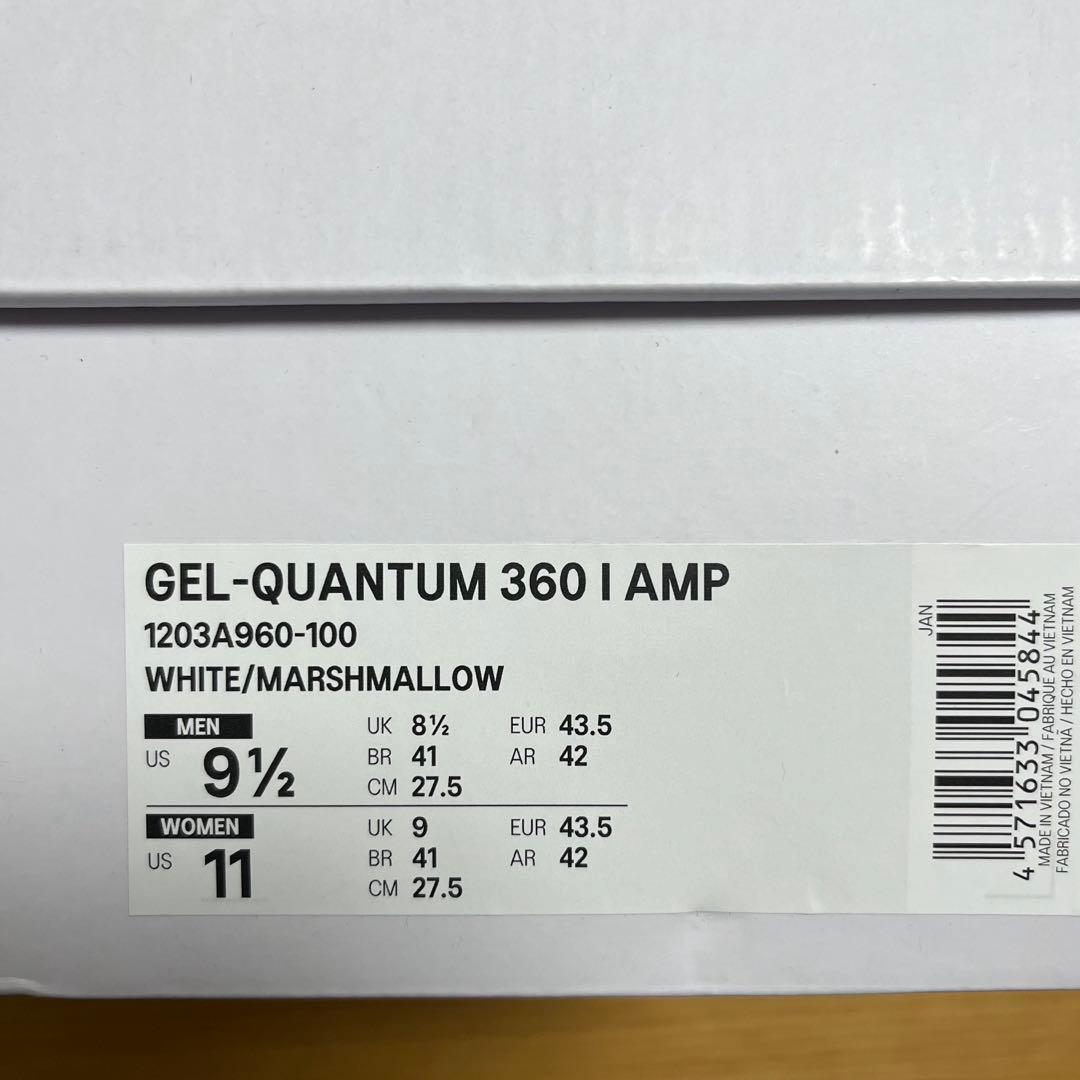 GEL-QUANTUM 360 I AMP
1203A960-100
WHITE/MARSHMALLOW
MEN
US 9½
UK 8½ EUR 43.5
BR 41 AR 42
CM 27.5
WOMEN
US 11
UK 9 EUR 43.5
BR 41 AR 42
CM 27.5
JAN
4 571633 045844
MADE IN VIETNAM / FABRIQUÉ AU VIETNAM
FABRICADO NO VIETNÃ / HECHO EN VIETNAM